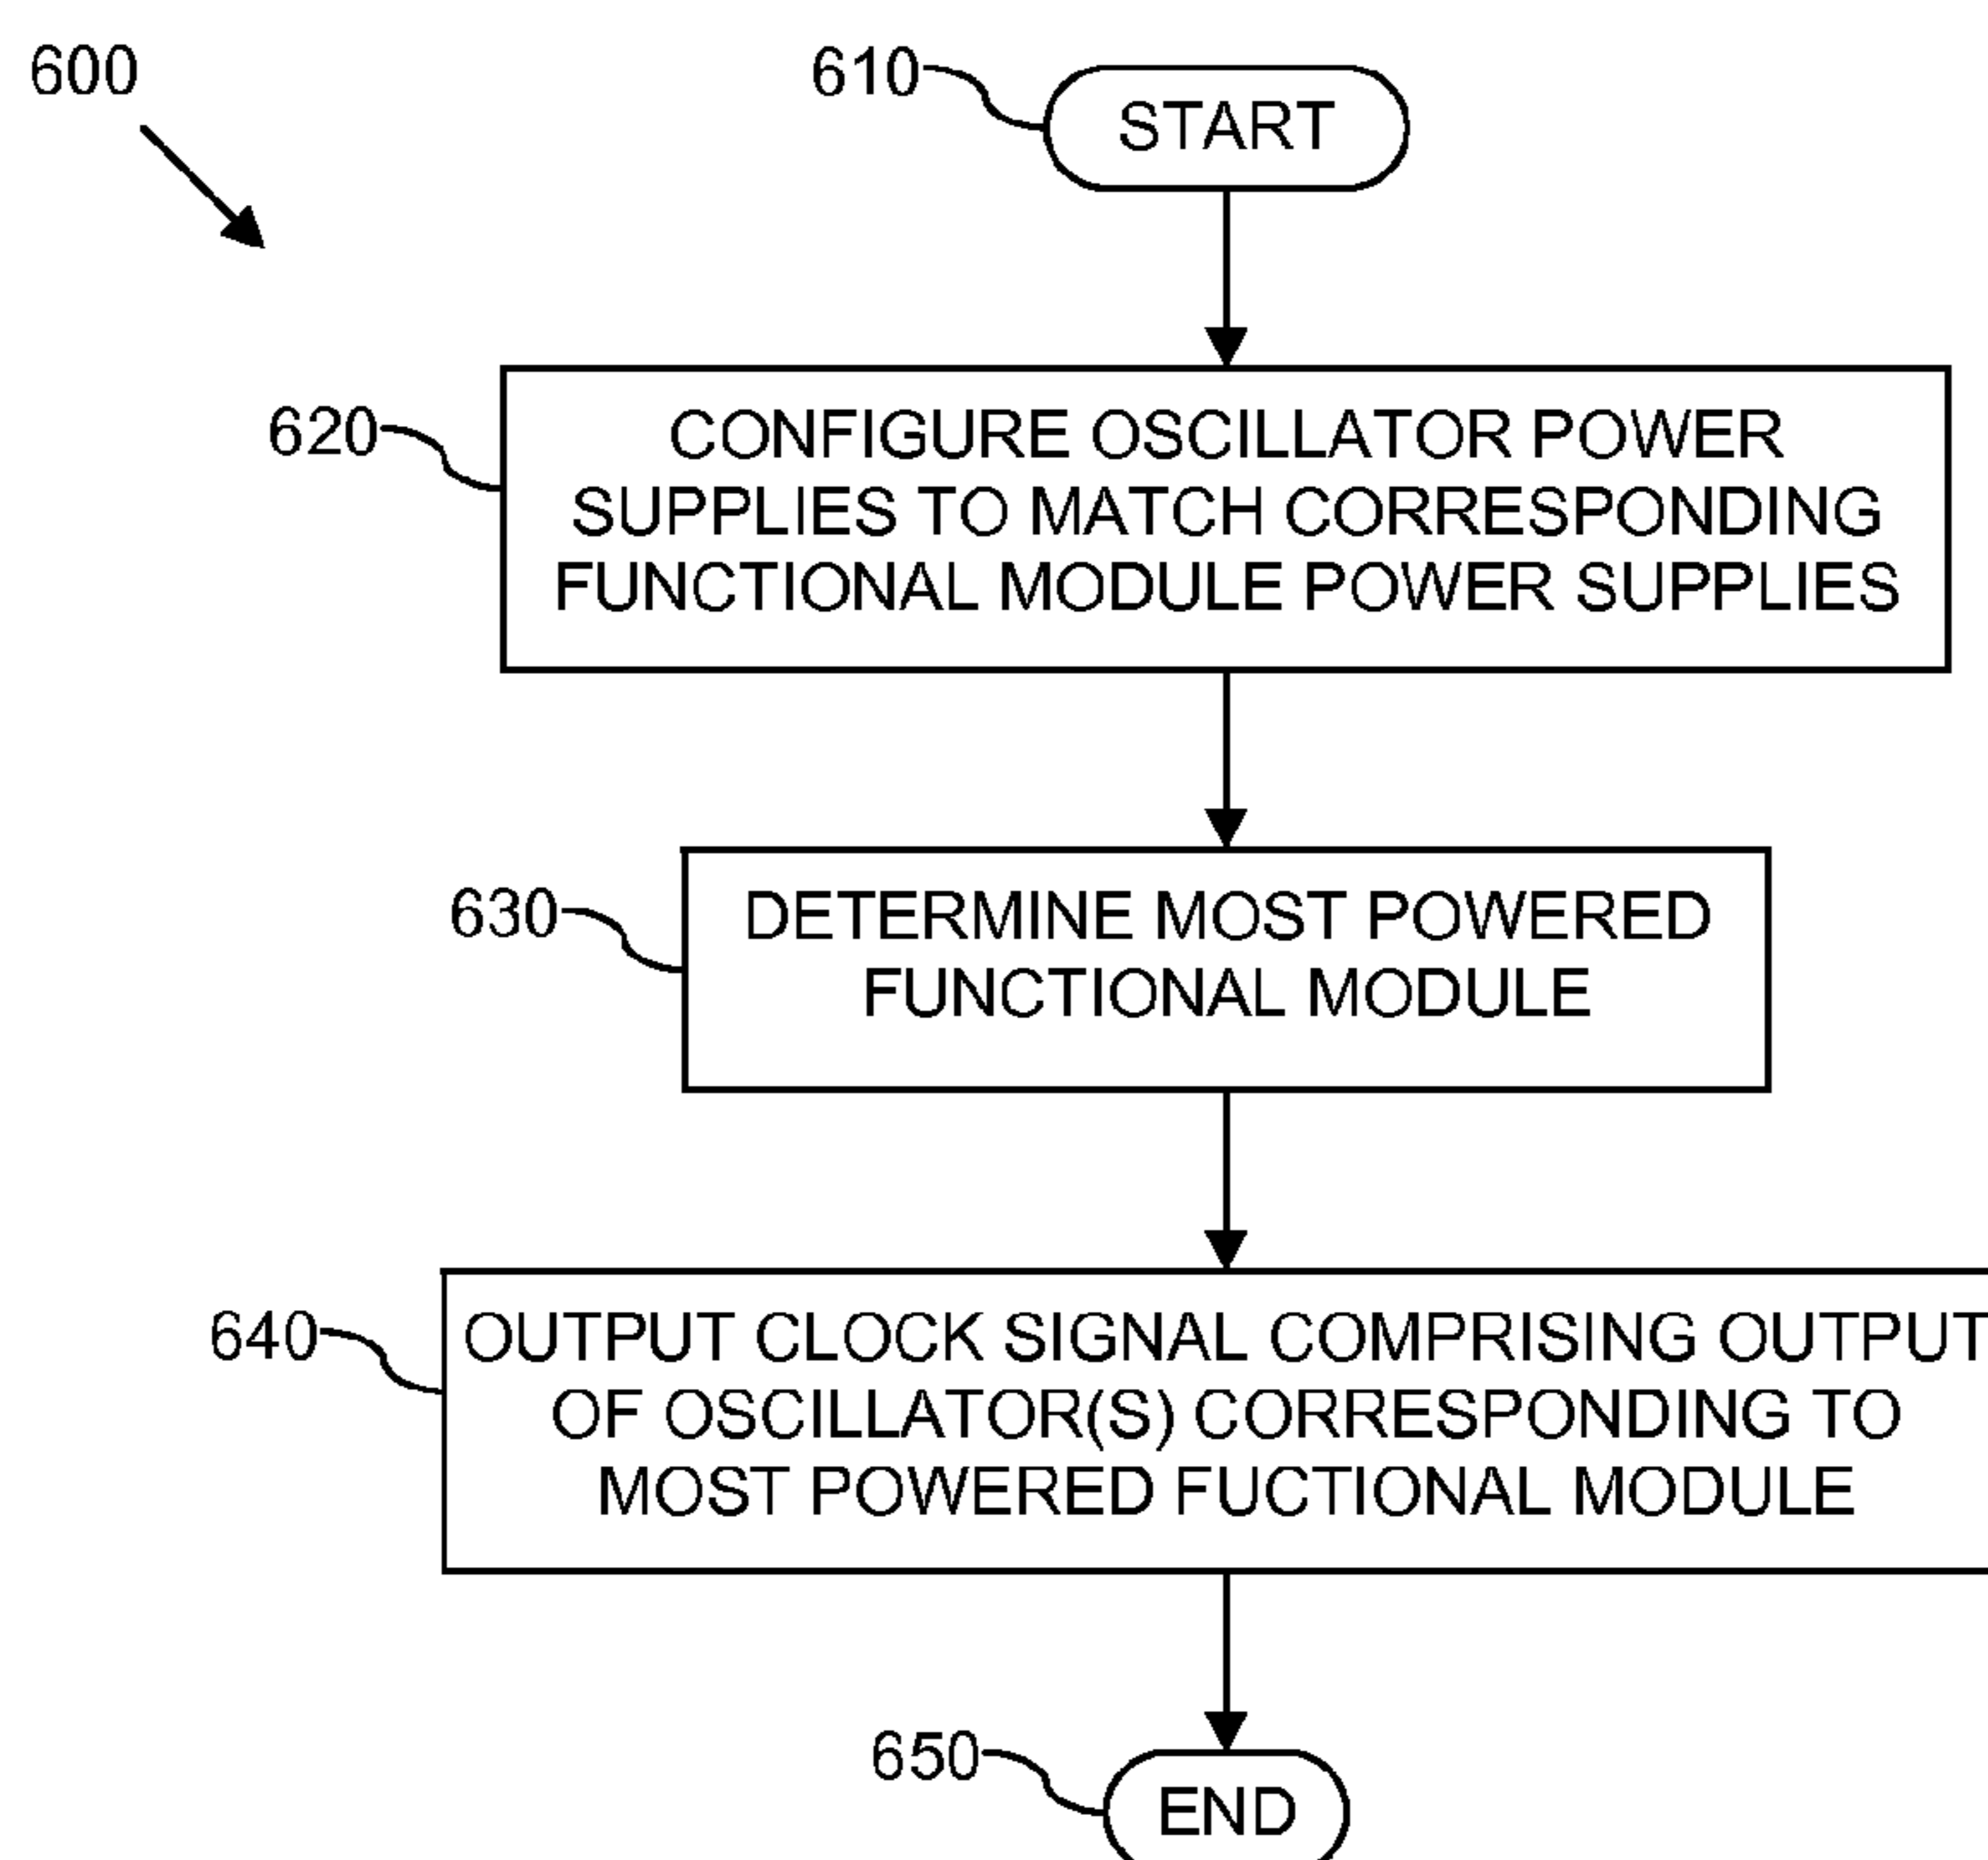 600
610
START
620
CONFIGURE OSCILLATOR POWER
SUPPLIES TO MATCH CORRESPONDING
FUNCTIONAL MODULE POWER SUPPLIES
630
DETERMINE MOST POWERED
FUNCTIONAL MODULE
640
OUTPUT CLOCK SIGNAL COMPRISING OUTPUT
OF OSCILLATOR(S) CORRESPONDING TO
MOST POWERED FUCTIONAL MODULE
650
END